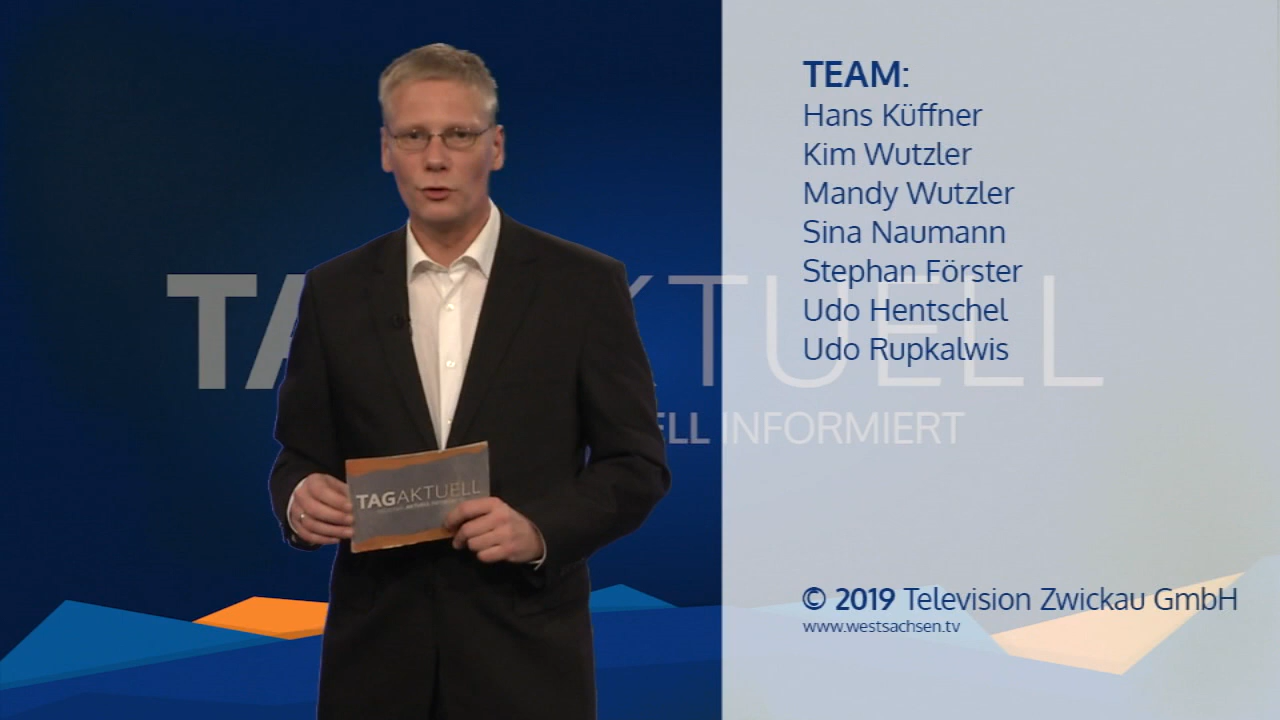 TEAM:
Hans Küffner
Kim Wutzler
Mandy Wutzler
Sina Naumann
Stephan Förster
Udo Hentschel
Udo Rupkalwis
INFORMIERT
TAGAKTUELL
© 2019 Television Zwickau GmbH
www.westsachsen.tv